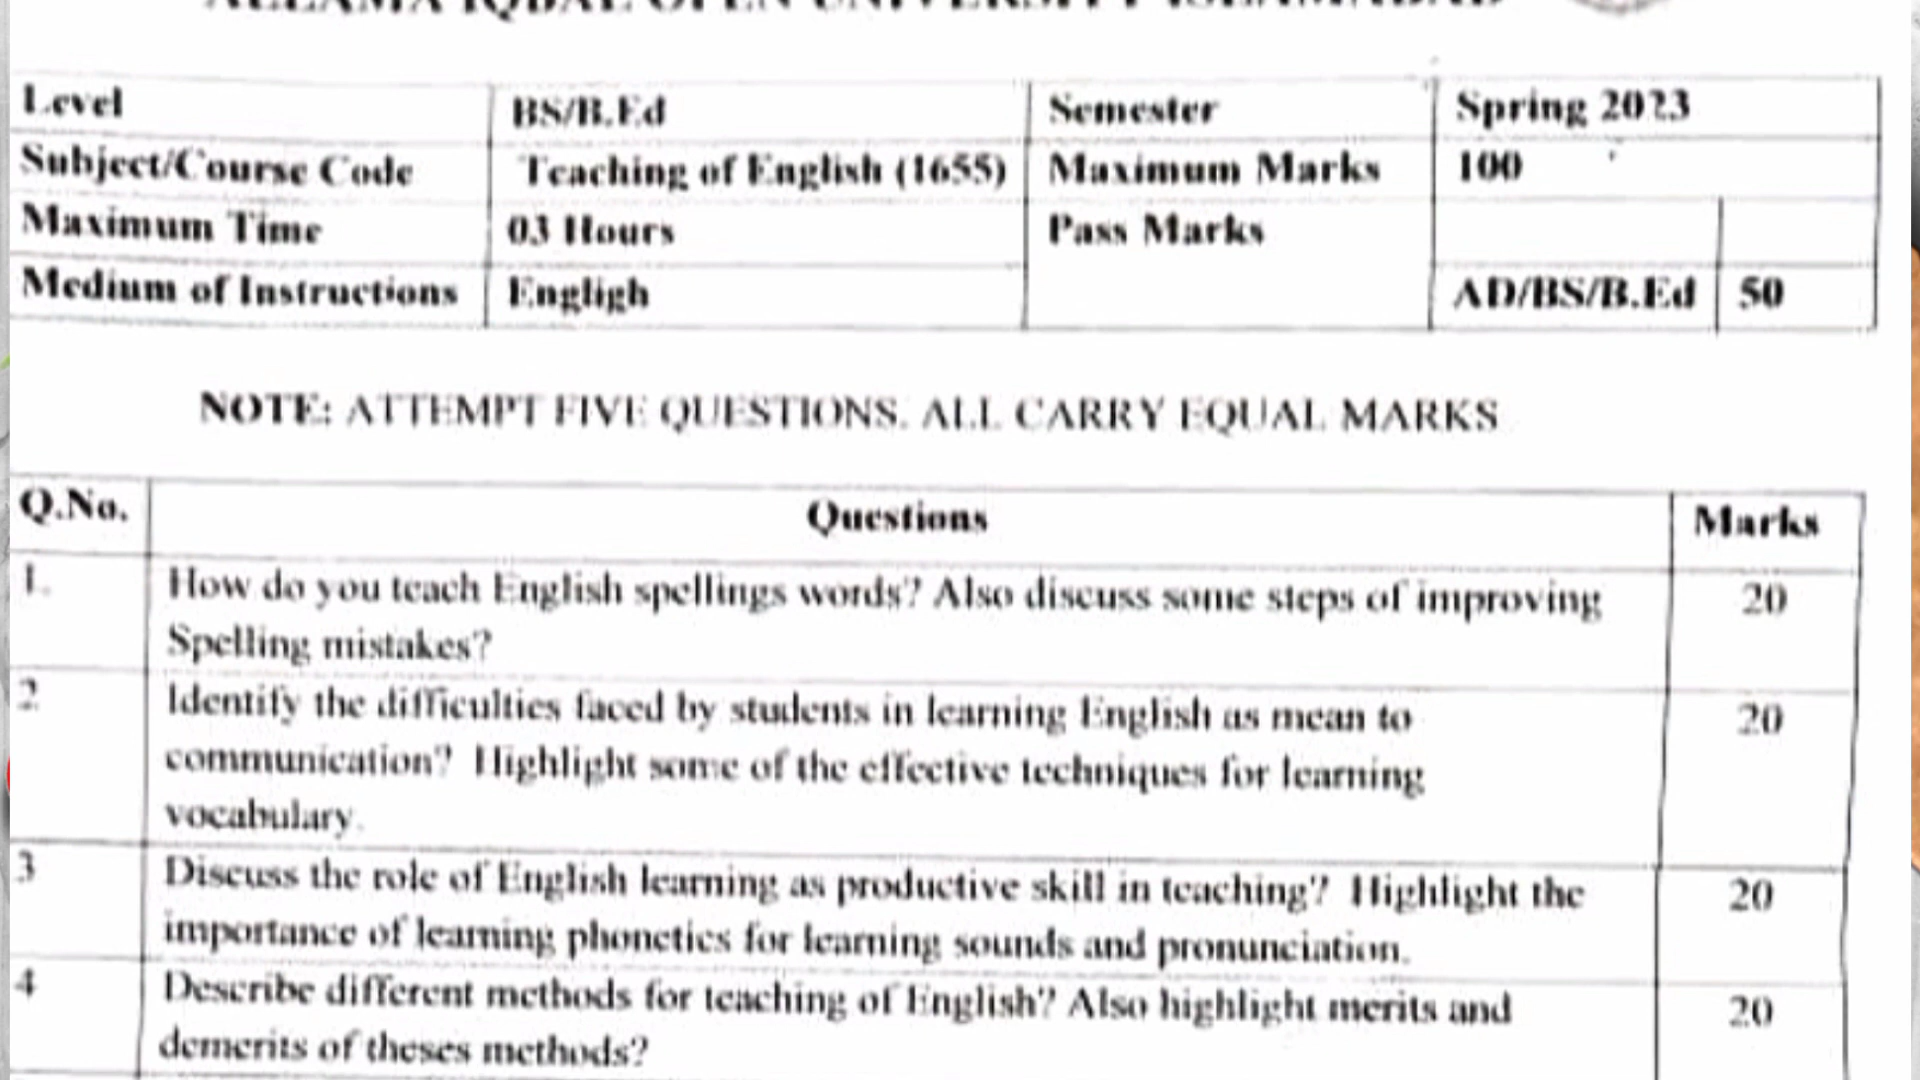 ALLAMA IQBAL OPEN UNIVERSITY ISLAMABAD
Level BS/B.Ed Semester Spring 2023
Subject/Course Code Teaching of English (1655) Maximum Marks 100
Maximum Time 03 Hours Pass Marks
Medium of Instructions Engligh AD/BS/B.Ed 50
NOTE: ATTEMPT FIVE QUESTIONS. ALL CARRY EQUAL MARKS
Q.No. Questions Marks
1. How do you teach English spellings words? Also discuss some steps of improving 20
Spelling mistakes?
2 Identify the difficulties faced by students in learning English as mean to 20
communication? Highlight some of the effective techniques for learning
vocabulary.
3 Discuss the role of English learning as productive skill in teaching? Highlight the 20
importance of learning phonetics for learning sounds and pronunciation.
4 Describe different methods for teaching of English? Also highlight merits and 20
demerits of theses methods?